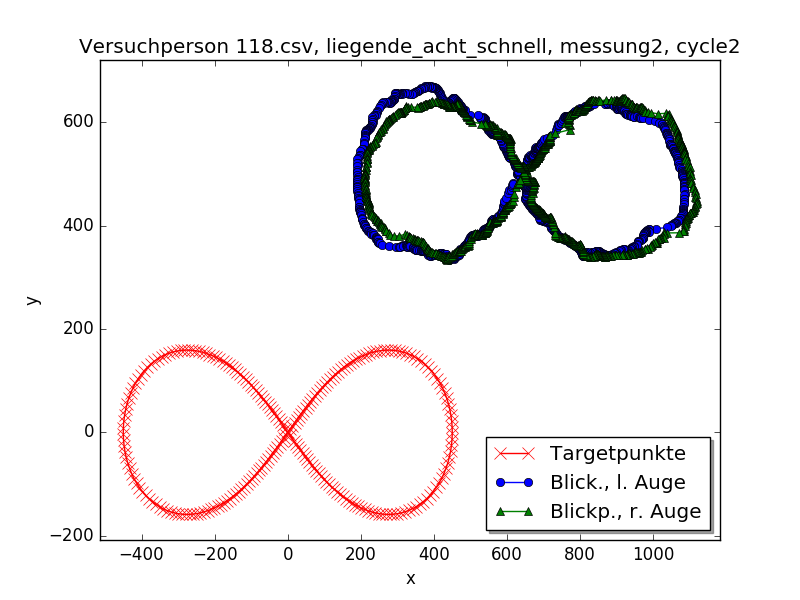 Versuchperson 118.csv, liegende_acht_schnell, messung2, cycle2
600
400
200
0
−200
y
−400 −200 0 200 400 600 800 1000
x
Targetpunkte
Blick., l. Auge
Blickp., r. Auge